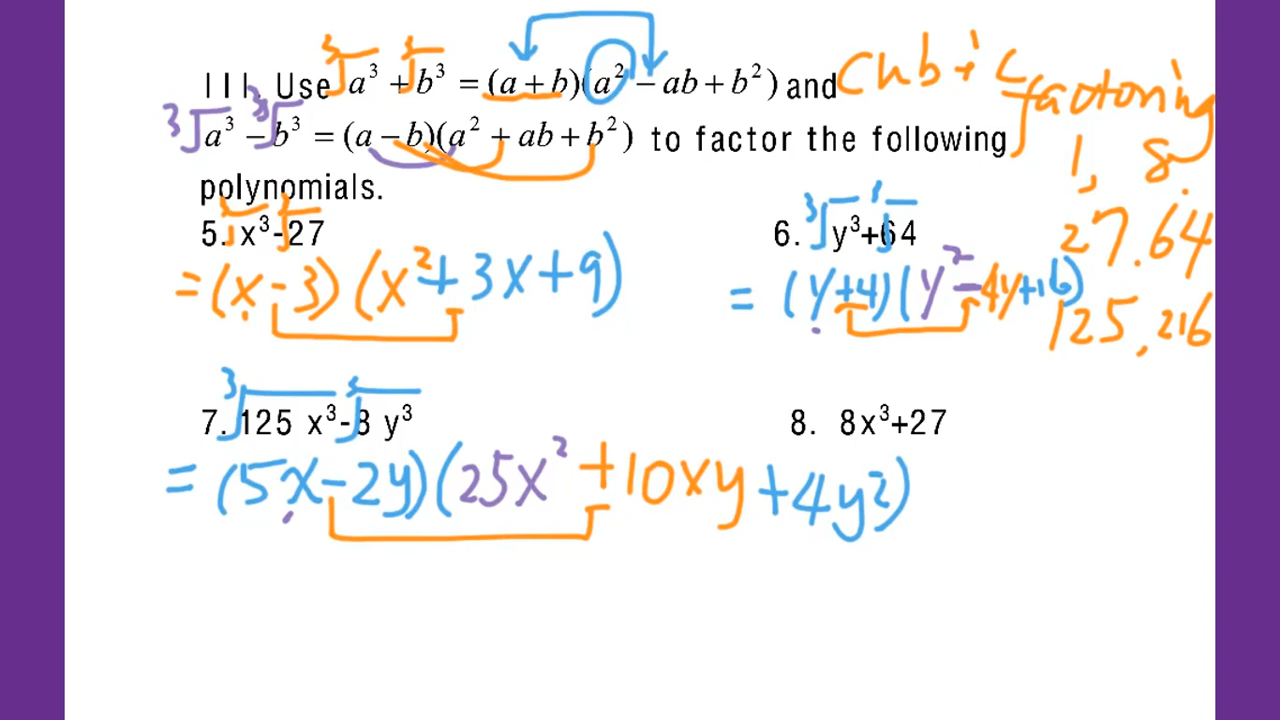 III. Use a³ + b³ = (a + b)(a² − ab + b²) and cubic
a³ − b³ = (a − b)(a² + ab + b²) to factor the following
factoring
polynomials.
1, 8.
5. x³-27
6. y³+64
27.64
=(x-3)(x²+3x+9)
=(y+4)(y²-4y+16)
125,216
7. 125 x³-8 y³
8. 8x³+27
=(5x-2y)(25x²+10xy+4y²)